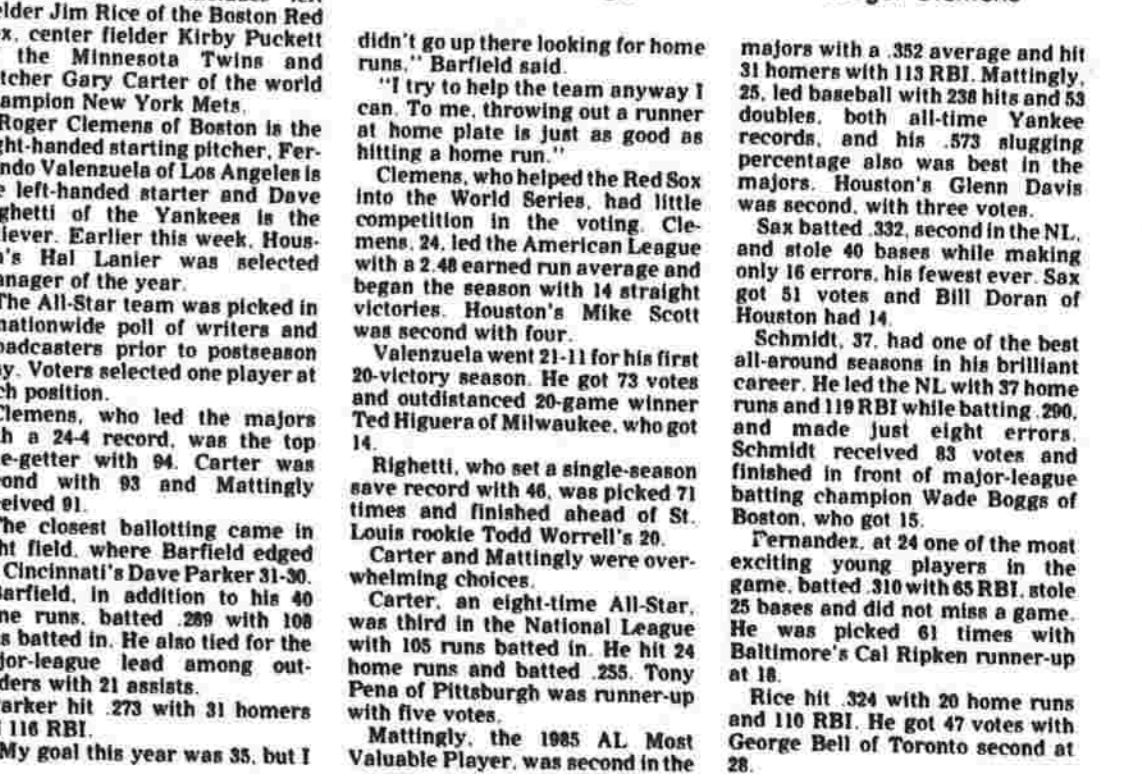 Clemens
elder Jim Rice of the Boston Red
x, center fielder Kirby Puckett
the Minnesota Twins and
tcher Gary Carter of the world
ampion New York Mets.
Roger Clemens of Boston is the
ght-handed starting pitcher, Fer-
ndo Valenzuela of Los Angeles is
e left-handed starter and Dave
ghetti of the Yankees is the
liever. Earlier this week, Hous-
n's Hal Lanier was selected
anager of the year.
The All-Star team was picked in
nationwide poll of writers and
oadcasters prior to postseason
ay. Voters selected one player at
ch position.
Clemens, who led the majors
h a 24-4 record, was the top
e-getter with 94. Carter was
ond with 93 and Mattingly
eived 91.
The closest ballotting came in
ht field, where Barfield edged
Cincinnati's Dave Parker 31-30.
Barfield, in addition to his 40
me runs, batted .289 with 108
s batted in. He also tied for the
jor-league lead among out-
ders with 21 assists.
arker hit .273 with 31 homers
116 RBI.
My goal this year was 35, but I
didn't go up there looking for home
runs," Barfield said.
"I try to help the team anyway I
can. To me, throwing out a runner
at home plate is just as good as
hitting a home run."
Clemens, who helped the Red Sox
into the World Series, had little
competition in the voting. Cle-
mens, 24, led the American League
with a 2.48 earned run average and
began the season with 14 straight
victories. Houston's Mike Scott
was second with four.
Valenzuela went 21-11 for his first
20-victory season. He got 73 votes
and outdistanced 20-game winner
Ted Higuera of Milwaukee, who got
14.
Righetti, who set a single-season
save record with 46, was picked 71
times and finished ahead of St.
Louis rookie Todd Worrell's 20.
Carter and Mattingly were over-
whelming choices.
Carter, an eight-time All-Star,
was third in the National League
with 105 runs batted in. He hit 24
home runs and batted .255. Tony
Pena of Pittsburgh was runner-up
with five votes.
Mattingly, the 1985 AL Most
Valuable Player, was second in the
majors with a .352 average and hit
31 homers with 113 RBI. Mattingly,
25, led baseball with 238 hits and 53
doubles, both all-time Yankee
records, and his .573 slugging
percentage also was best in the
majors. Houston's Glenn Davis
was second, with three votes.
Sax batted .332, second in the NL,
and stole 40 bases while making
only 16 errors, his fewest ever. Sax
got 51 votes and Bill Doran of
Houston had 14.
Schmidt, 37, had one of the best
all-around seasons in his brilliant
career. He led the NL with 37 home
runs and 119 RBI while batting .290,
and made just eight errors.
Schmidt received 83 votes and
finished in front of major-league
batting champion Wade Boggs of
Boston, who got 15.
Fernandez, at 24 one of the most
exciting young players in the
game, batted .310 with 65 RBI, stole
25 bases and did not miss a game.
He was picked 61 times with
Baltimore's Cal Ripken runner-up
at 18.
Rice hit .324 with 20 home runs
and 110 RBI. He got 47 votes with
George Bell of Toronto second at
28.